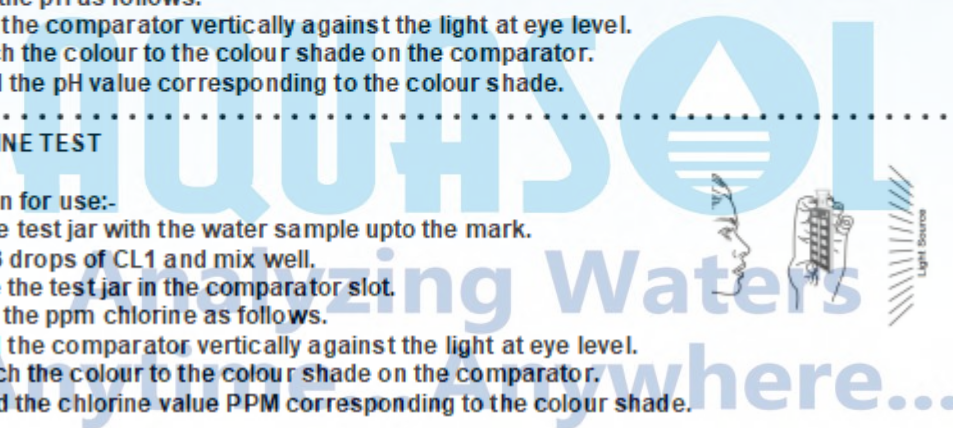 the pH as follows.
the comparator vertically against the light at eye level.
ch the colour to the colour shade on the comparator.
the pH value corresponding to the colour shade.
AQUASOL
NE TEST
n for use:-
e test jar with the water sample upto the mark.
3 drops of CL1 and mix well.
the test jar in the comparator slot.
the ppm chlorine as follows.
the comparator vertically against the light at eye level.
ch the colour to the colour shade on the comparator.
d the chlorine value PPM corresponding to the colour shade.
Light Source
Analyzing Waters
Anytime... Anywhere...